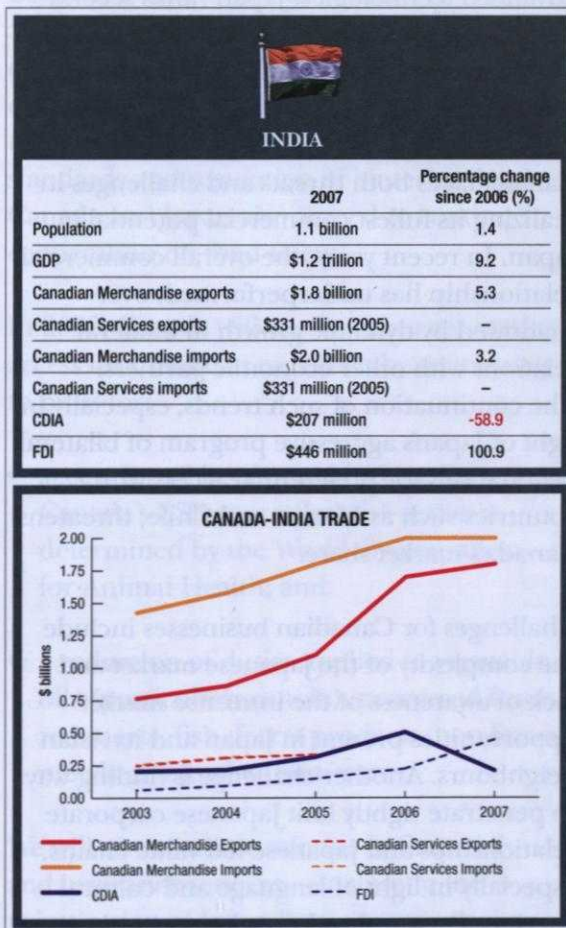 INDIA
2007 Percentage change since 2006 (%)
Population 1.1 billion 1.4
GDP $1.2 trillion 9.2
Canadian Merchandise exports $1.8 billion 5.3
Canadian Services exports $331 million (2005) –
Canadian Merchandise imports $2.0 billion 3.2
Canadian Services imports $331 million (2005) –
CDIA $207 million -58.9
FDI $446 million 100.9
CANADA-INDIA TRADE
$ billions
2.00
1.75
1.50
1.25
1.00
0.75
0.50
0.25
0.00
2003 2004 2005 2006 2007
Canadian Merchandise Exports Canadian Services Exports
Canadian Merchandise Imports Canadian Services Imports
CDIA FDI